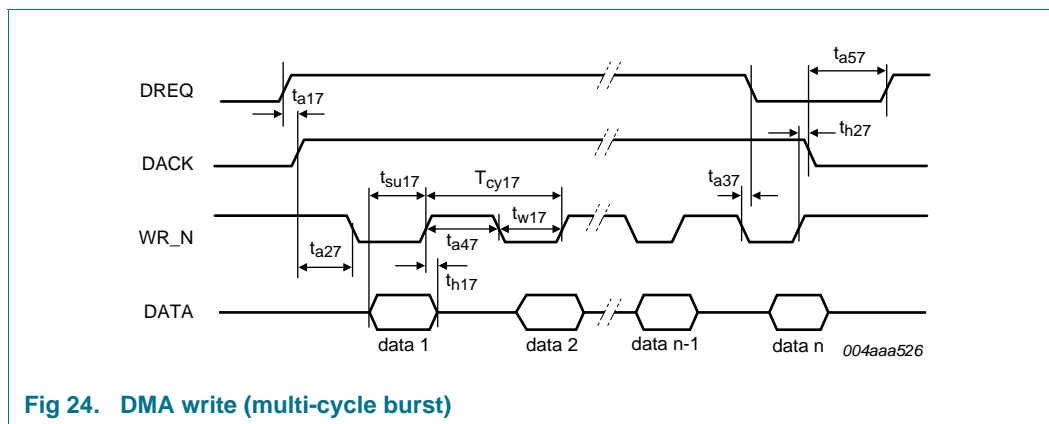 DREQ
t_a17
t_a57
t_h27
DACK
t_su17
T_cy17
t_a37
WR_N
t_w17
t_a47
t_a27
t_h17
DATA
data 1
data 2
data n-1
data n
004aaa526
Fig 24. DMA write (multi-cycle burst)